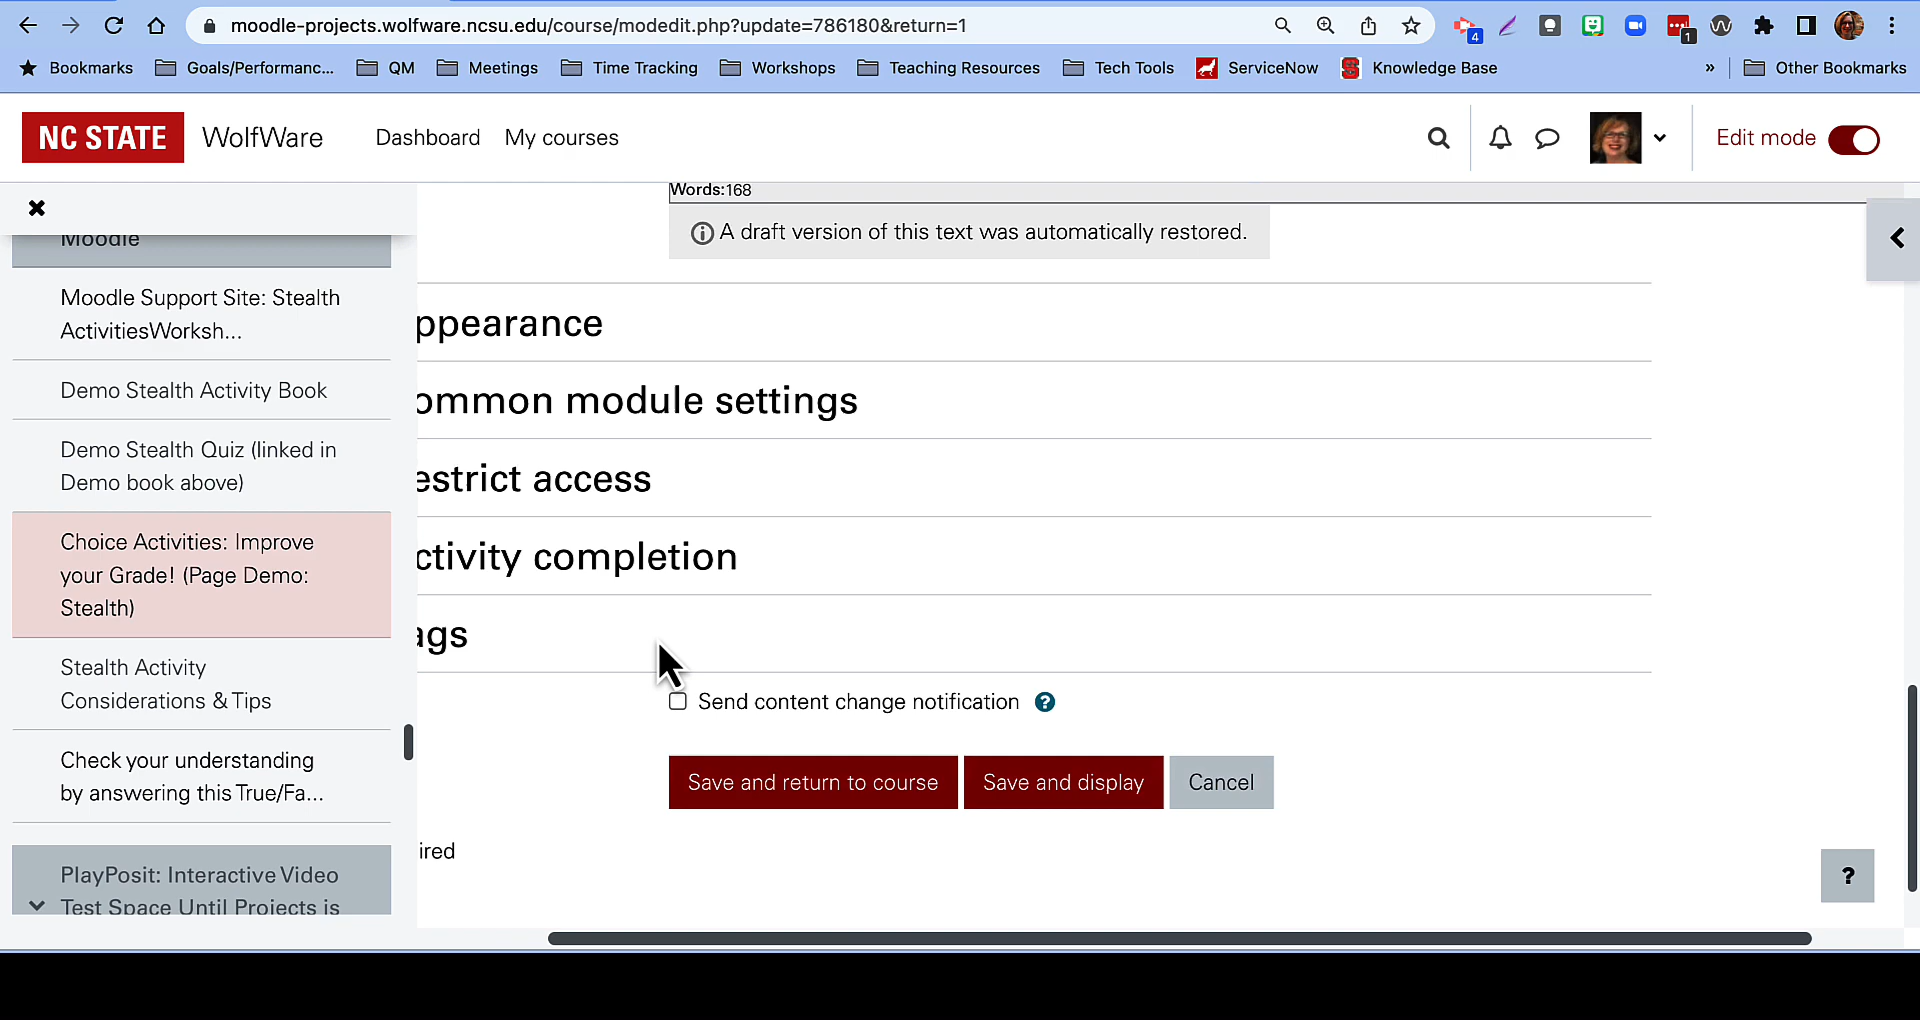 moodle-projects.wolfware.ncsu.edu/course/modedit.php?update=786180&return=1
4
1
Bookmarks Goals/Performanc... QM Meetings Time Tracking Workshops Teaching Resources Tech Tools ServiceNow Knowledge Base » Other Bookmarks
NC STATE WolfWare Dashboard My courses Edit mode
Words:168
A draft version of this text was automatically restored.
Moodle
Moodle Support Site: Stealth
ActivitiesWorksh...
Demo Stealth Activity Book
Demo Stealth Quiz (linked in
Demo book above)
Choice Activities: Improve
your Grade! (Page Demo:
Stealth)
Stealth Activity
Considerations & Tips
Check your understanding
by answering this True/Fa...
PlayPosit: Interactive Video
Test Space Until Projects is
ppearance
ommon module settings
estrict access
ctivity completion
ags
Send content change notification ?
Save and return to course Save and display Cancel
ired
?